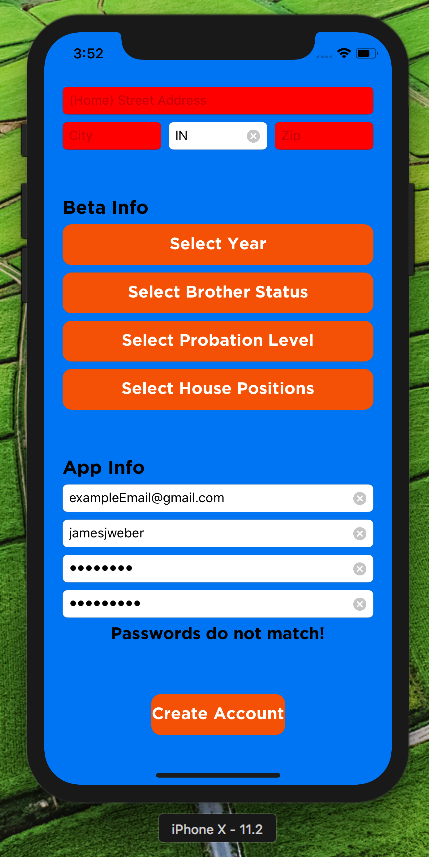 3:52
(Home) Street Address
City IN Zip
Beta Info
Select Year
Select Brother Status
Select Probation Level
Select House Positions
App Info
exampleEmail@gmail.com
jamesjweber
••••••••
•••••••••
Passwords do not match!
Create Account
iPhone X - 11.2